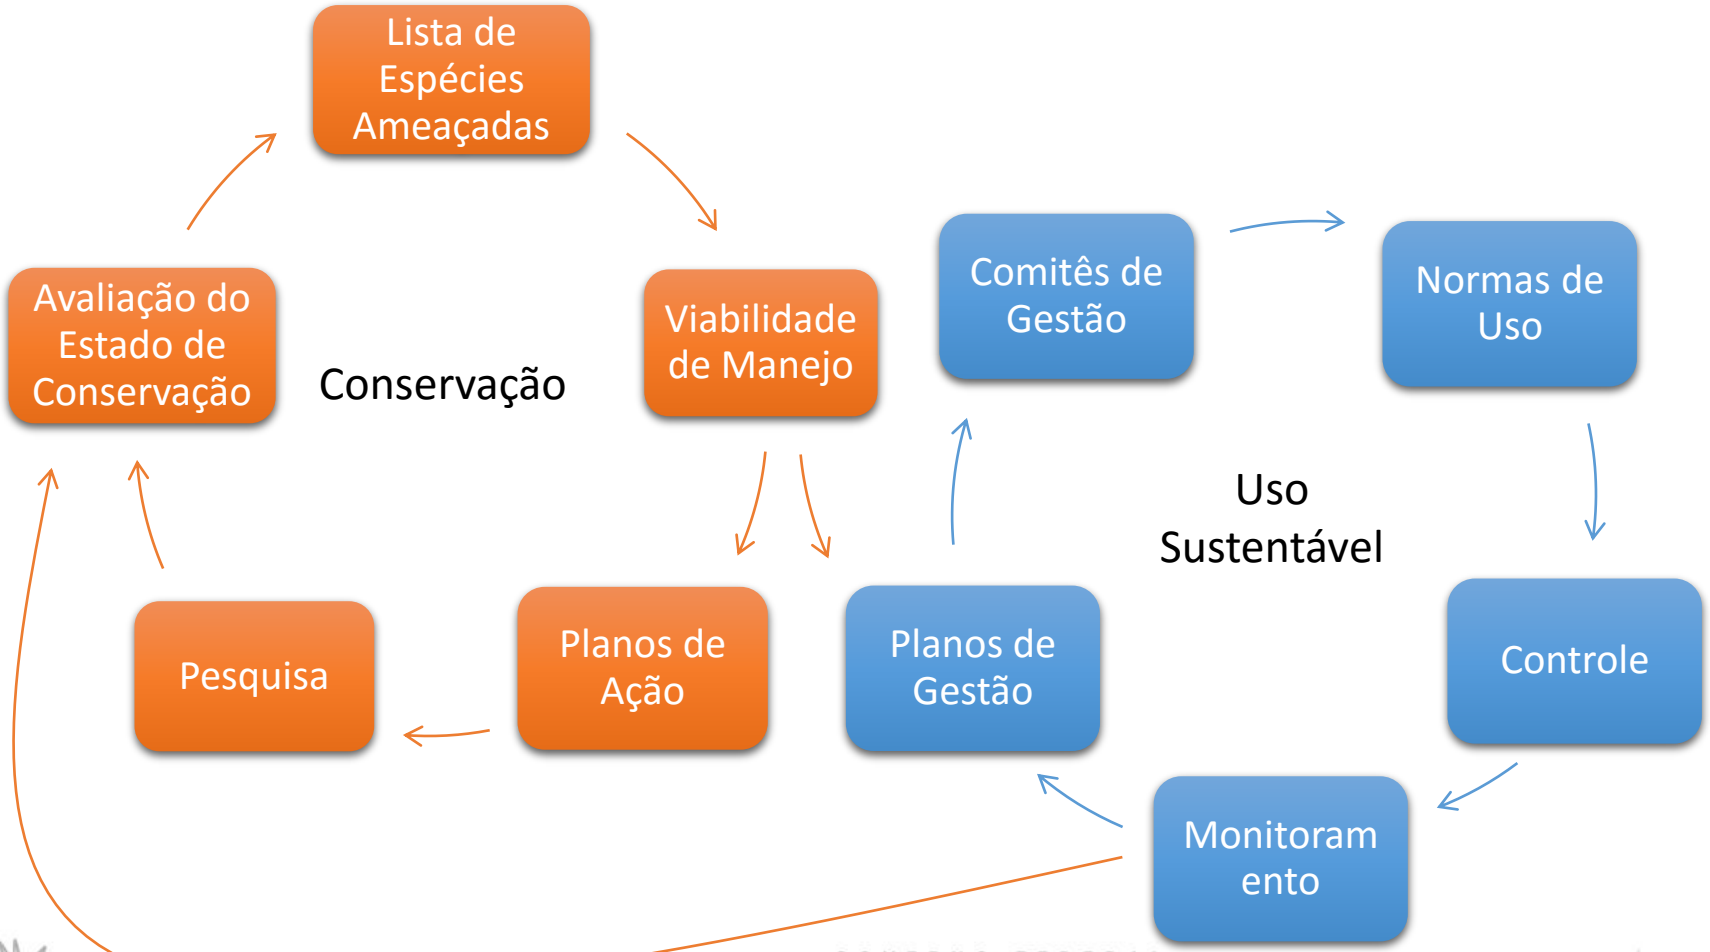 Lista de
Espécies
Ameaçadas
Avaliação do
Estado de
Conservação
Conservação
Viabilidade
de Manejo
Pesquisa
Planos de
Ação
Comitês de
Gestão
Normas de
Uso
Uso
Sustentável
Planos de
Gestão
Controle
Monitoram
ento